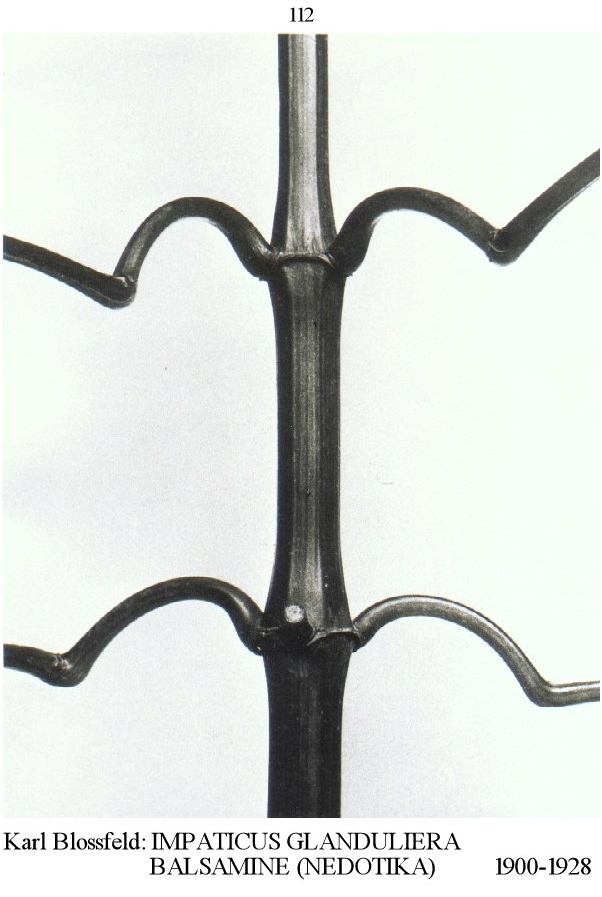 112
Karl Blossfeld: IMPATICUS GLANDULIERA
BALSAMINE (NEDOTIKA) 1900-1928